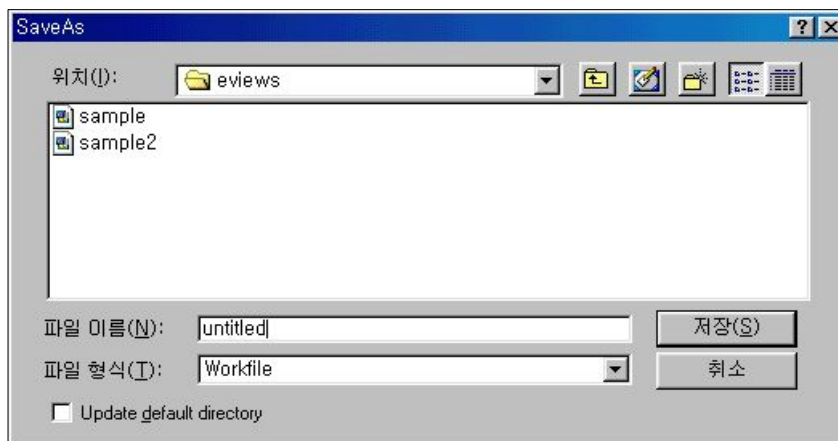 SaveAs
위치(I): eviews
sample
sample2
파일 이름(N): untitled 저장(S)
파일 형식(T): Workfile 취소
Update default directory